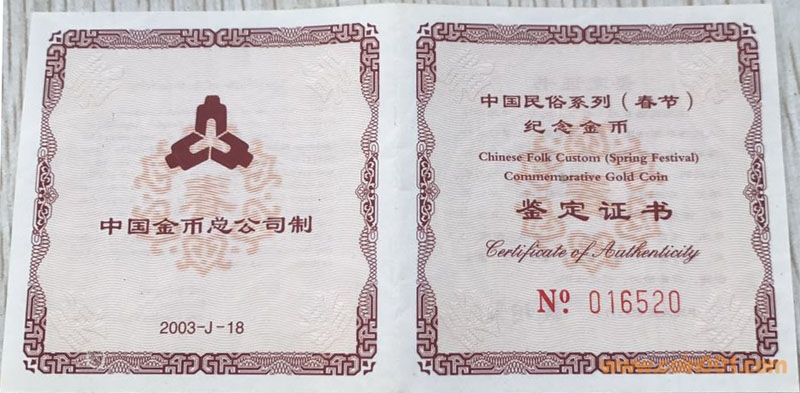 中国金币总公司制
2003-J-18
中国民俗系列（春节）
纪念金币
Chinese Folk Custom (Spring Festival)
Commemorative Gold Coin
鉴定证书
Certificate of Authenticity
Nº 016520